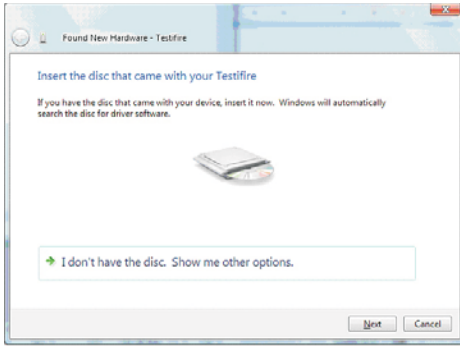 Found New Hardware - Testifire
Insert the disc that came with your Testifire
If you have the disc that came with your device, insert it now. Windows will automatically
search the disc for driver software.
I don't have the disc. Show me other options.
Next Cancel